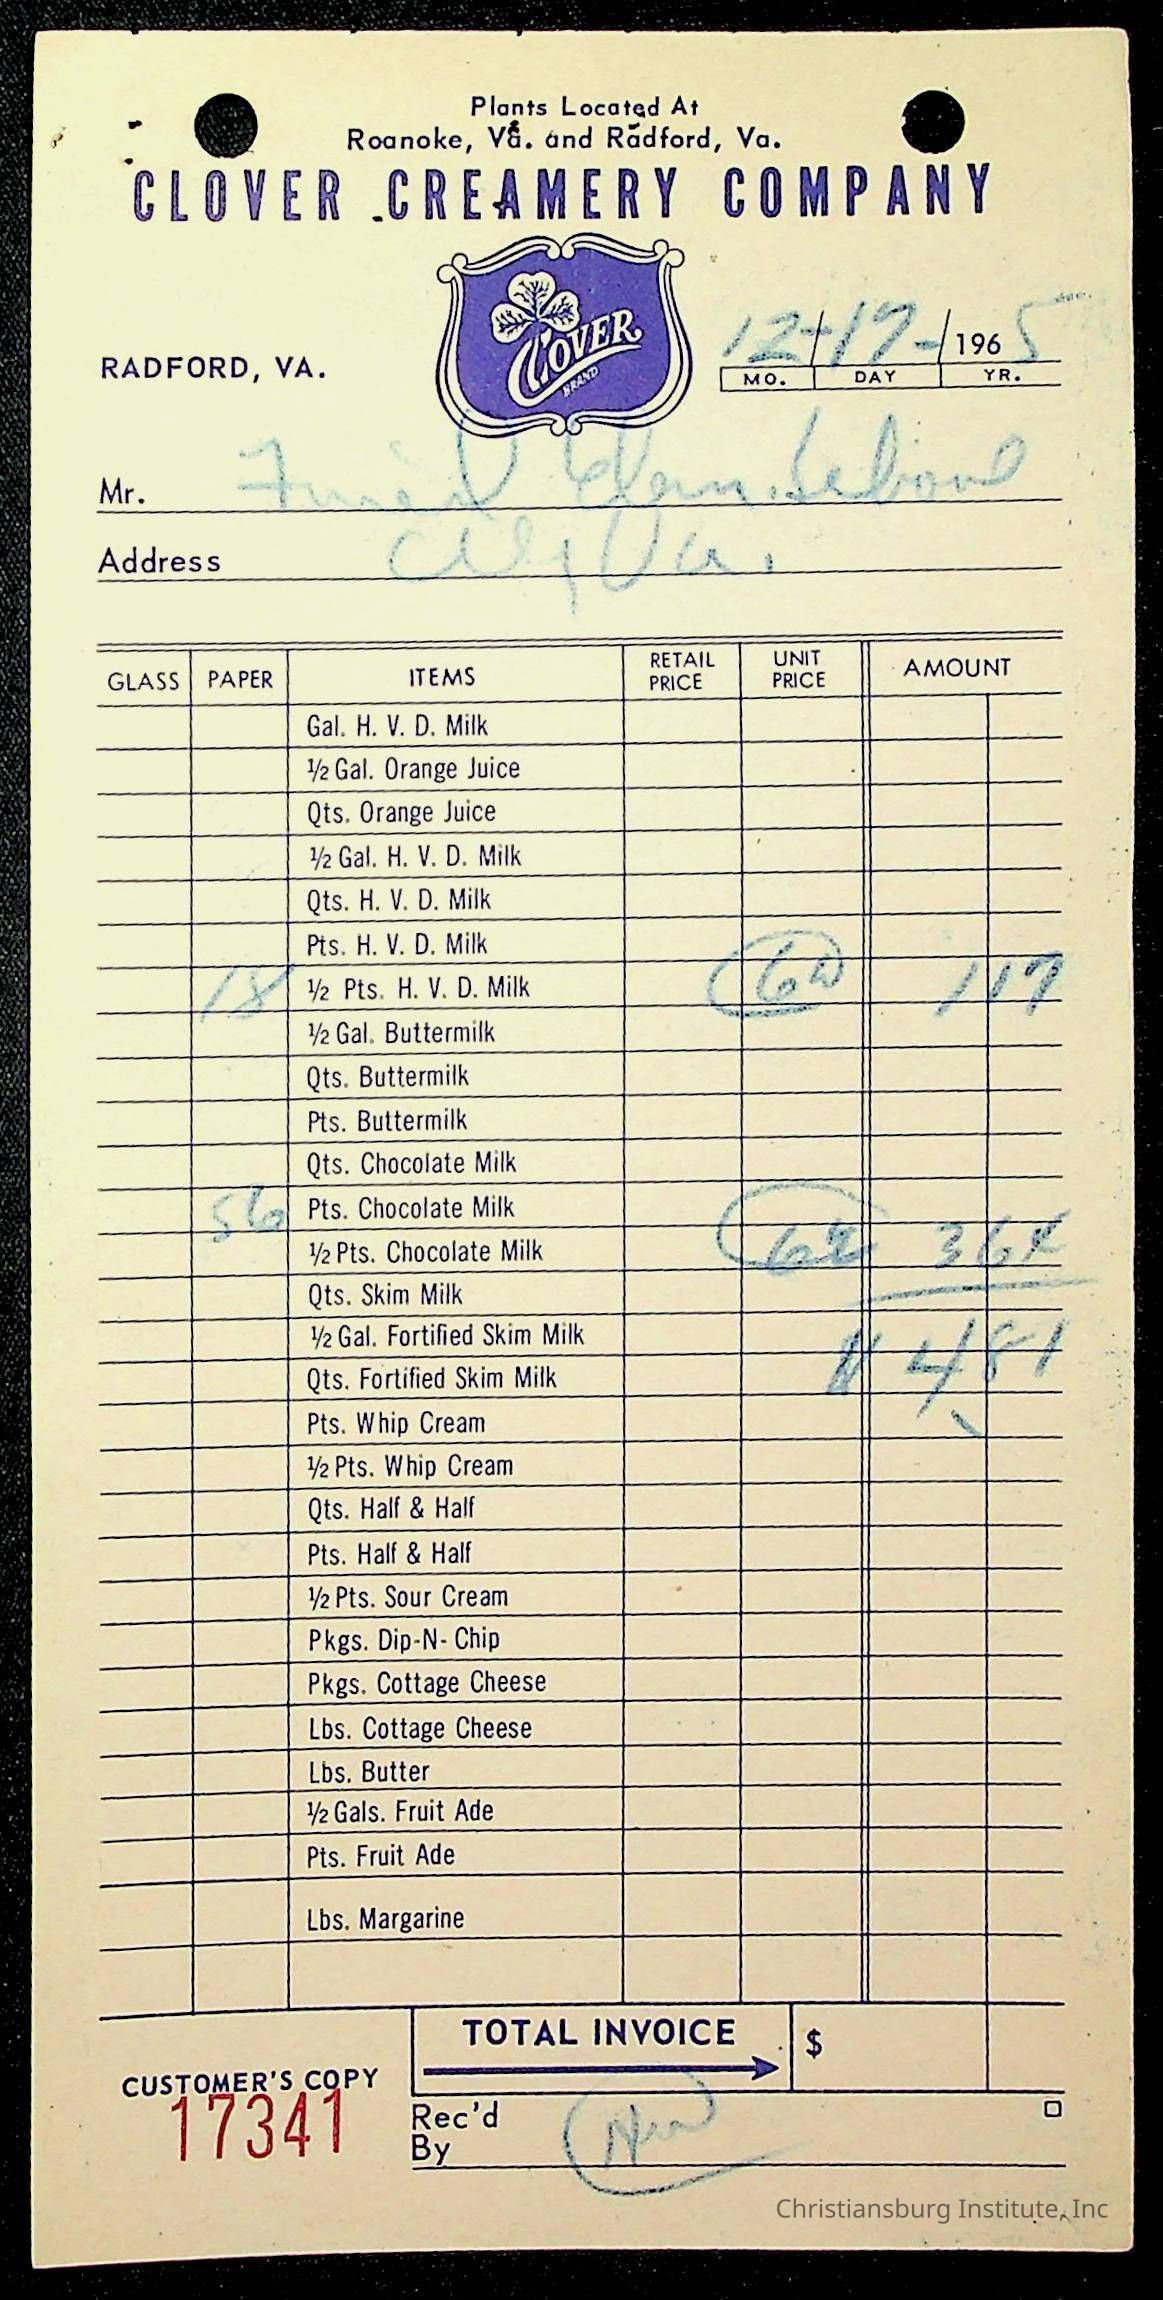 Plants Located At
Roanoke, Va. and Radford, Va.
CLOVER CREAMERY COMPANY
CLOVER
BRAND
RADFORD, VA.
12-17-1965
MO. DAY YR.
Mr. School
Address Va.
GLASS PAPER ITEMS RETAIL PRICE UNIT PRICE AMOUNT
Gal. H. V. D. Milk
½ Gal. Orange Juice
Qts. Orange Juice
½ Gal. H. V. D. Milk
Qts. H. V. D. Milk
Pts. H. V. D. Milk
18 ½ Pts. H. V. D. Milk 117
½ Gal. Buttermilk
Qts. Buttermilk
Pts. Buttermilk
Qts. Chocolate Milk
56 Pts. Chocolate Milk
½ Pts. Chocolate Milk 364
Qts. Skim Milk
½ Gal. Fortified Skim Milk 481
Qts. Fortified Skim Milk
Pts. Whip Cream
½ Pts. Whip Cream
Qts. Half & Half
Pts. Half & Half
½ Pts. Sour Cream
Pkgs. Dip-N-Chip
Pkgs. Cottage Cheese
Lbs. Cottage Cheese
Lbs. Butter
½ Gals. Fruit Ade
Pts. Fruit Ade
Lbs. Margarine
TOTAL INVOICE $
CUSTOMER'S COPY
17341
Rec'd
By
Christiansburg Institute, Inc